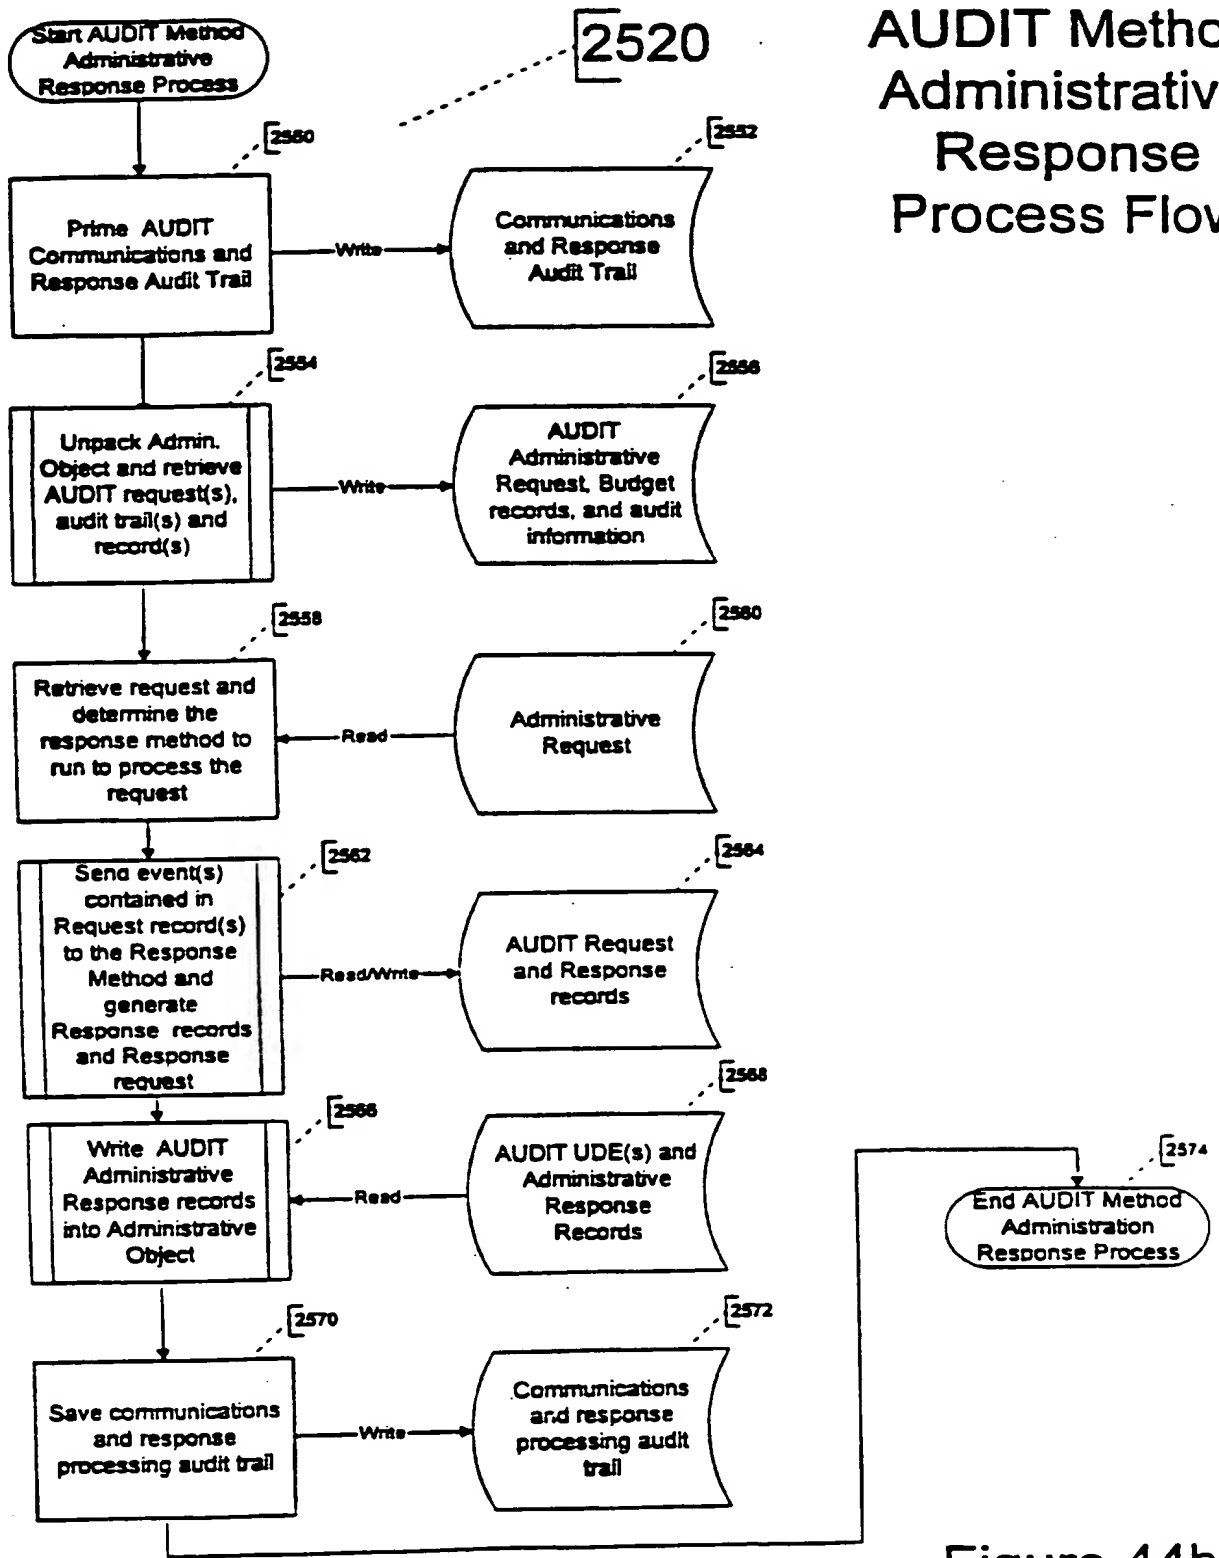 Start AUDIT Method
Administrative
Response Process
2520
AUDIT Metho
Administrativ
Response
Process Flow
2550
Prime AUDIT
Communications and
Response Audit Trail
Write
2552
Communications
and Response
Audit Trail
2554
Unpack Admin.
Object and retrieve
AUDIT request(s),
audit trail(s) and
record(s)
Write
2556
AUDIT
Administrative
Request, Budget
records, and audit
information
2558
Retrieve request and
determine the
response method to
run to process the
request
Read
2560
Administrative
Request
2562
Send event(s)
contained in
Request record(s)
to the Response
Method and
generate
Response records
and Response
request
Read/Write
2564
AUDIT Request
and Response
records
2566
Write AUDIT
Administrative
Response records
into Administrative
Object
Read
2568
AUDIT UDE(s) and
Administrative
Response
Records
2570
Save communications
and response
processing audit trail
Write
2572
Communications
and response
processing audit
trail
2574
End AUDIT Method
Administration
Response Process
Figure 44b